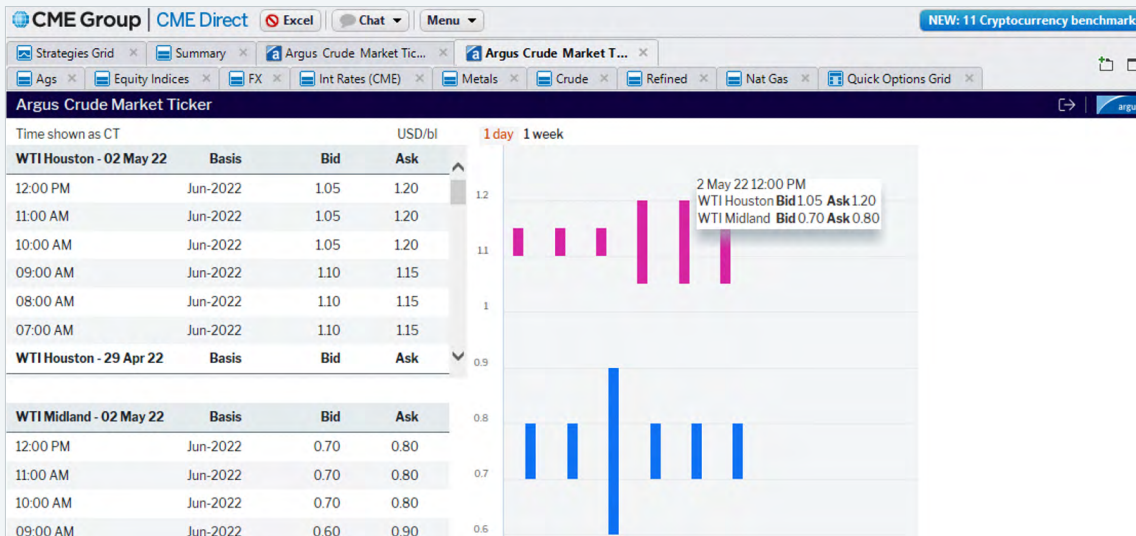 CME Group | CME Direct Excel Chat Menu NEW: 11 Cryptocurrency benchmark
Strategies Grid Summary Argus Crude Market Tic... Argus Crude Market T...
Ags Equity Indices FX Int Rates (CME) Metals Crude Refined Nat Gas Quick Options Grid
Argus Crude Market Ticker argu
Time shown as CT USD/bl
WTI Houston - 02 May 22 Basis Bid Ask
12:00 PM Jun-2022 1.05 1.20
11:00 AM Jun-2022 1.05 1.20
10:00 AM Jun-2022 1.05 1.20
09:00 AM Jun-2022 1.10 1.15
08:00 AM Jun-2022 1.10 1.15
07:00 AM Jun-2022 1.10 1.15
WTI Houston - 29 Apr 22 Basis Bid Ask
WTI Midland - 02 May 22 Basis Bid Ask
12:00 PM Jun-2022 0.70 0.80
11:00 AM Jun-2022 0.70 0.80
10:00 AM Jun-2022 0.70 0.80
09:00 AM Jun-2022 0.60 0.90
1 day 1 week
1.2
1.1
1
0.9
0.8
0.7
0.6
2 May 22 12:00 PM
WTI Houston Bid 1.05 Ask 1.20
WTI Midland Bid 0.70 Ask 0.80